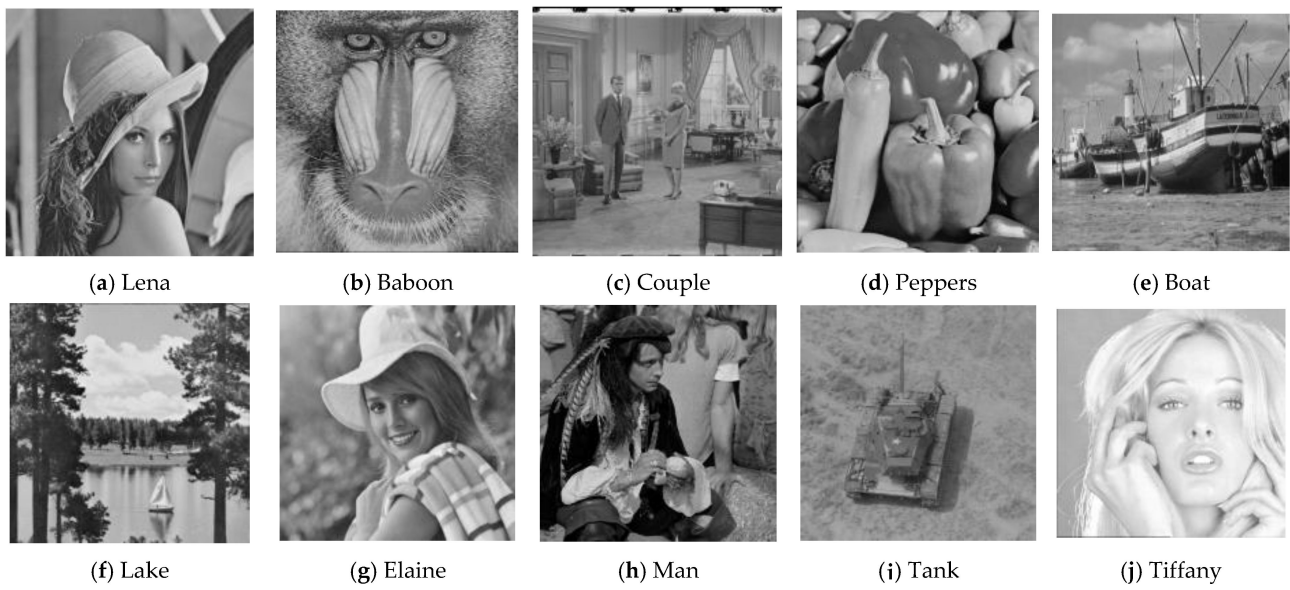 (a) Lena
(b) Baboon
(c) Couple
(d) Peppers
(e) Boat
(f) Lake
(g) Elaine
(h) Man
(i) Tank
(j) Tiffany